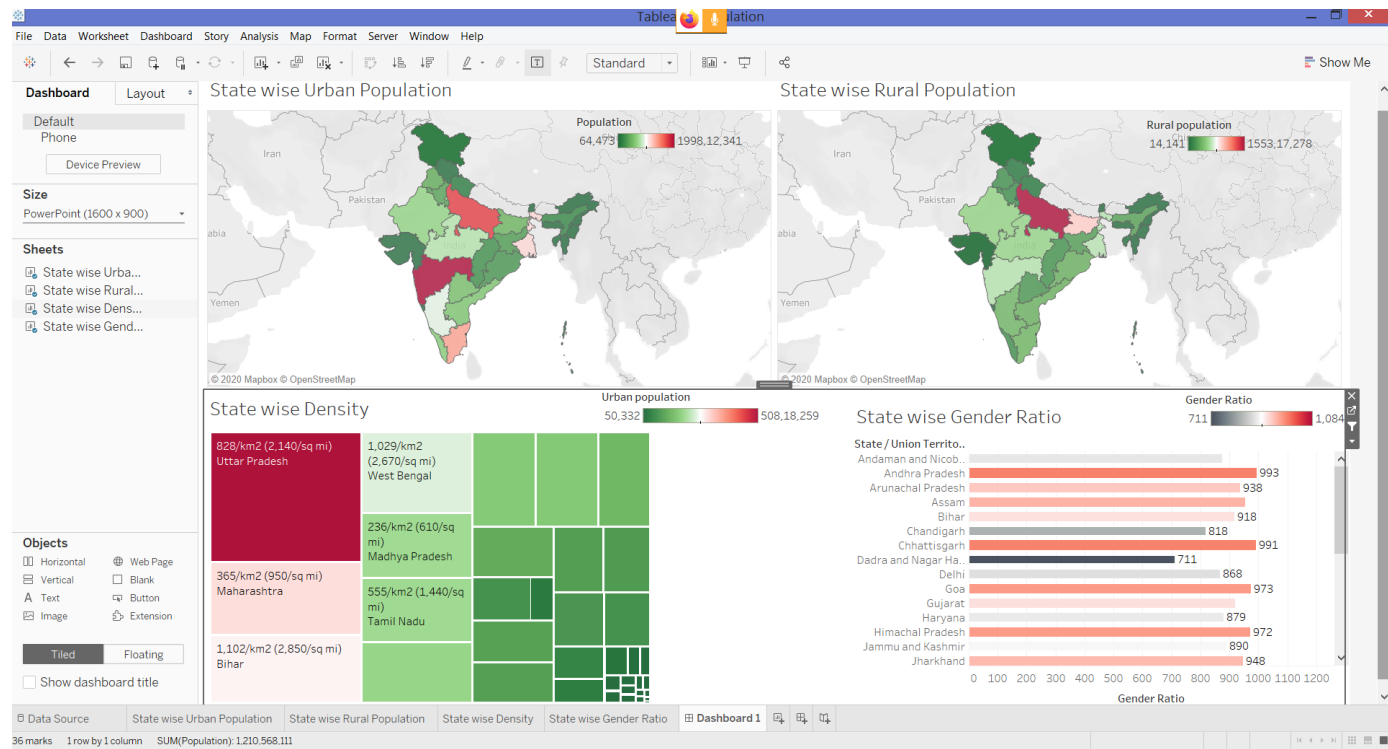 Tablea
ulation
File Data Worksheet Dashboard Story Analysis Map Format Server Window Help
Standard
Show Me
Dashboard
Layout
Default
Phone
Device Preview
Size
PowerPoint (1600 x 900)
Sheets
State wise Urba...
State wise Rural...
State wise Dens...
State wise Gend...
Objects
Horizontal Web Page
Vertical Blank
A Text Button
Image Extension
Tiled Floating
Show dashboard title
State wise Urban Population
Population
64,473 1998,12,341
Iran
Pakistan
abia
India
Yemen
© 2020 Mapbox © OpenStreetMap
State wise Rural Population
Rural population
14,141 1553,17,278
Iran
Pakistan
abia
India
Yemen
© 2020 Mapbox © OpenStreetMap
State wise Density
Urban population
50,332 508,18,259
828/km2 (2,140/sq mi)
Uttar Pradesh
365/km2 (950/sq mi)
Maharashtra
1,102/km2 (2,850/sq mi)
Bihar
1,029/km2
(2,670/sq mi)
West Bengal
236/km2 (610/sq
mi)
Madhya Pradesh
555/km2 (1,440/sq
mi)
Tamil Nadu
State wise Gender Ratio
Gender Ratio
711 1,084
State / Union Territo..
Andaman and Nicob..
Andhra Pradesh 993
Arunachal Pradesh 938
Assam
Bihar 918
Chandigarh 818
Chhattisgarh 991
Dadra and Nagar Ha.. 711
Delhi 868
Goa 973
Gujarat
Haryana 879
Himachal Pradesh 972
Jammu and Kashmir 890
Jharkhand 948
0 100 200 300 400 500 600 700 800 900 1000 1100 1200
Gender Ratio
Data Source State wise Urban Population State wise Rural Population State wise Density State wise Gender Ratio Dashboard 1
36 marks 1 row by 1 column SUM(Population): 1,210,568,111